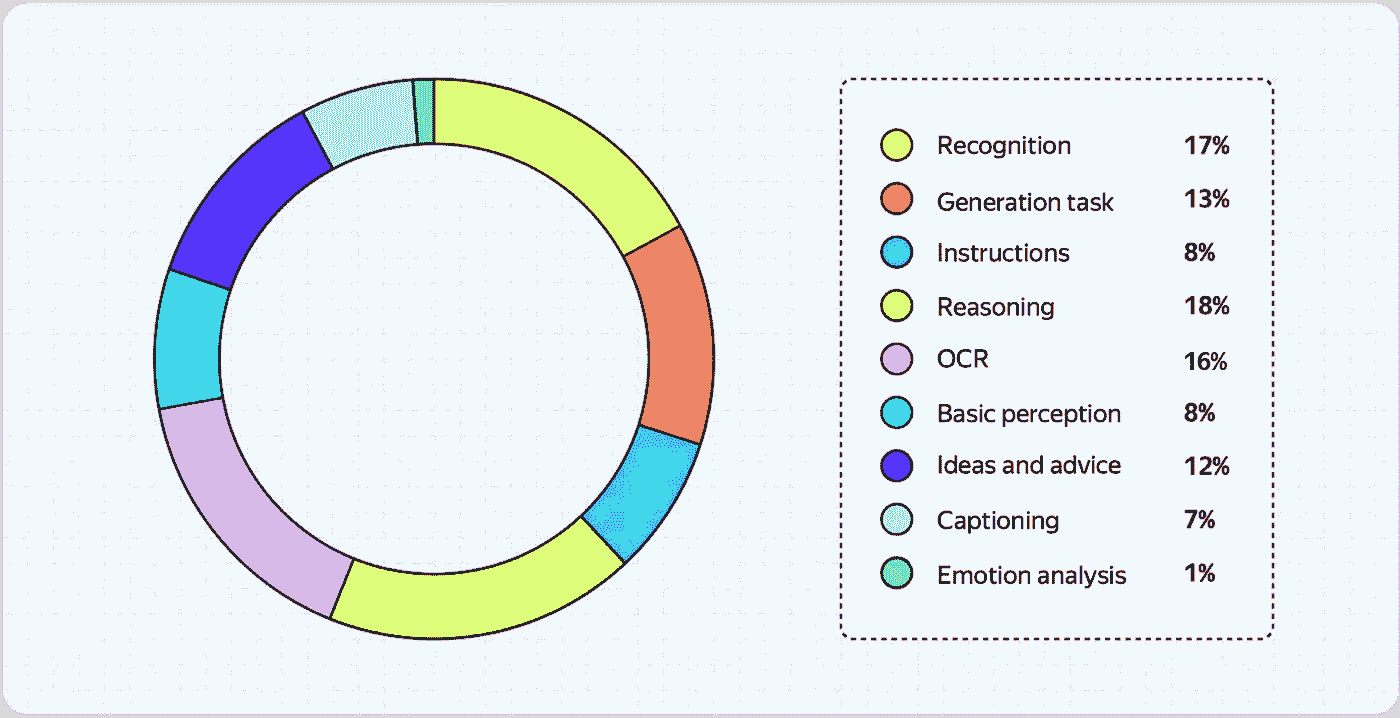 Recognition 17%
Generation task 13%
Instructions 8%
Reasoning 18%
OCR 16%
Basic perception 8%
Ideas and advice 12%
Captioning 7%
Emotion analysis 1%